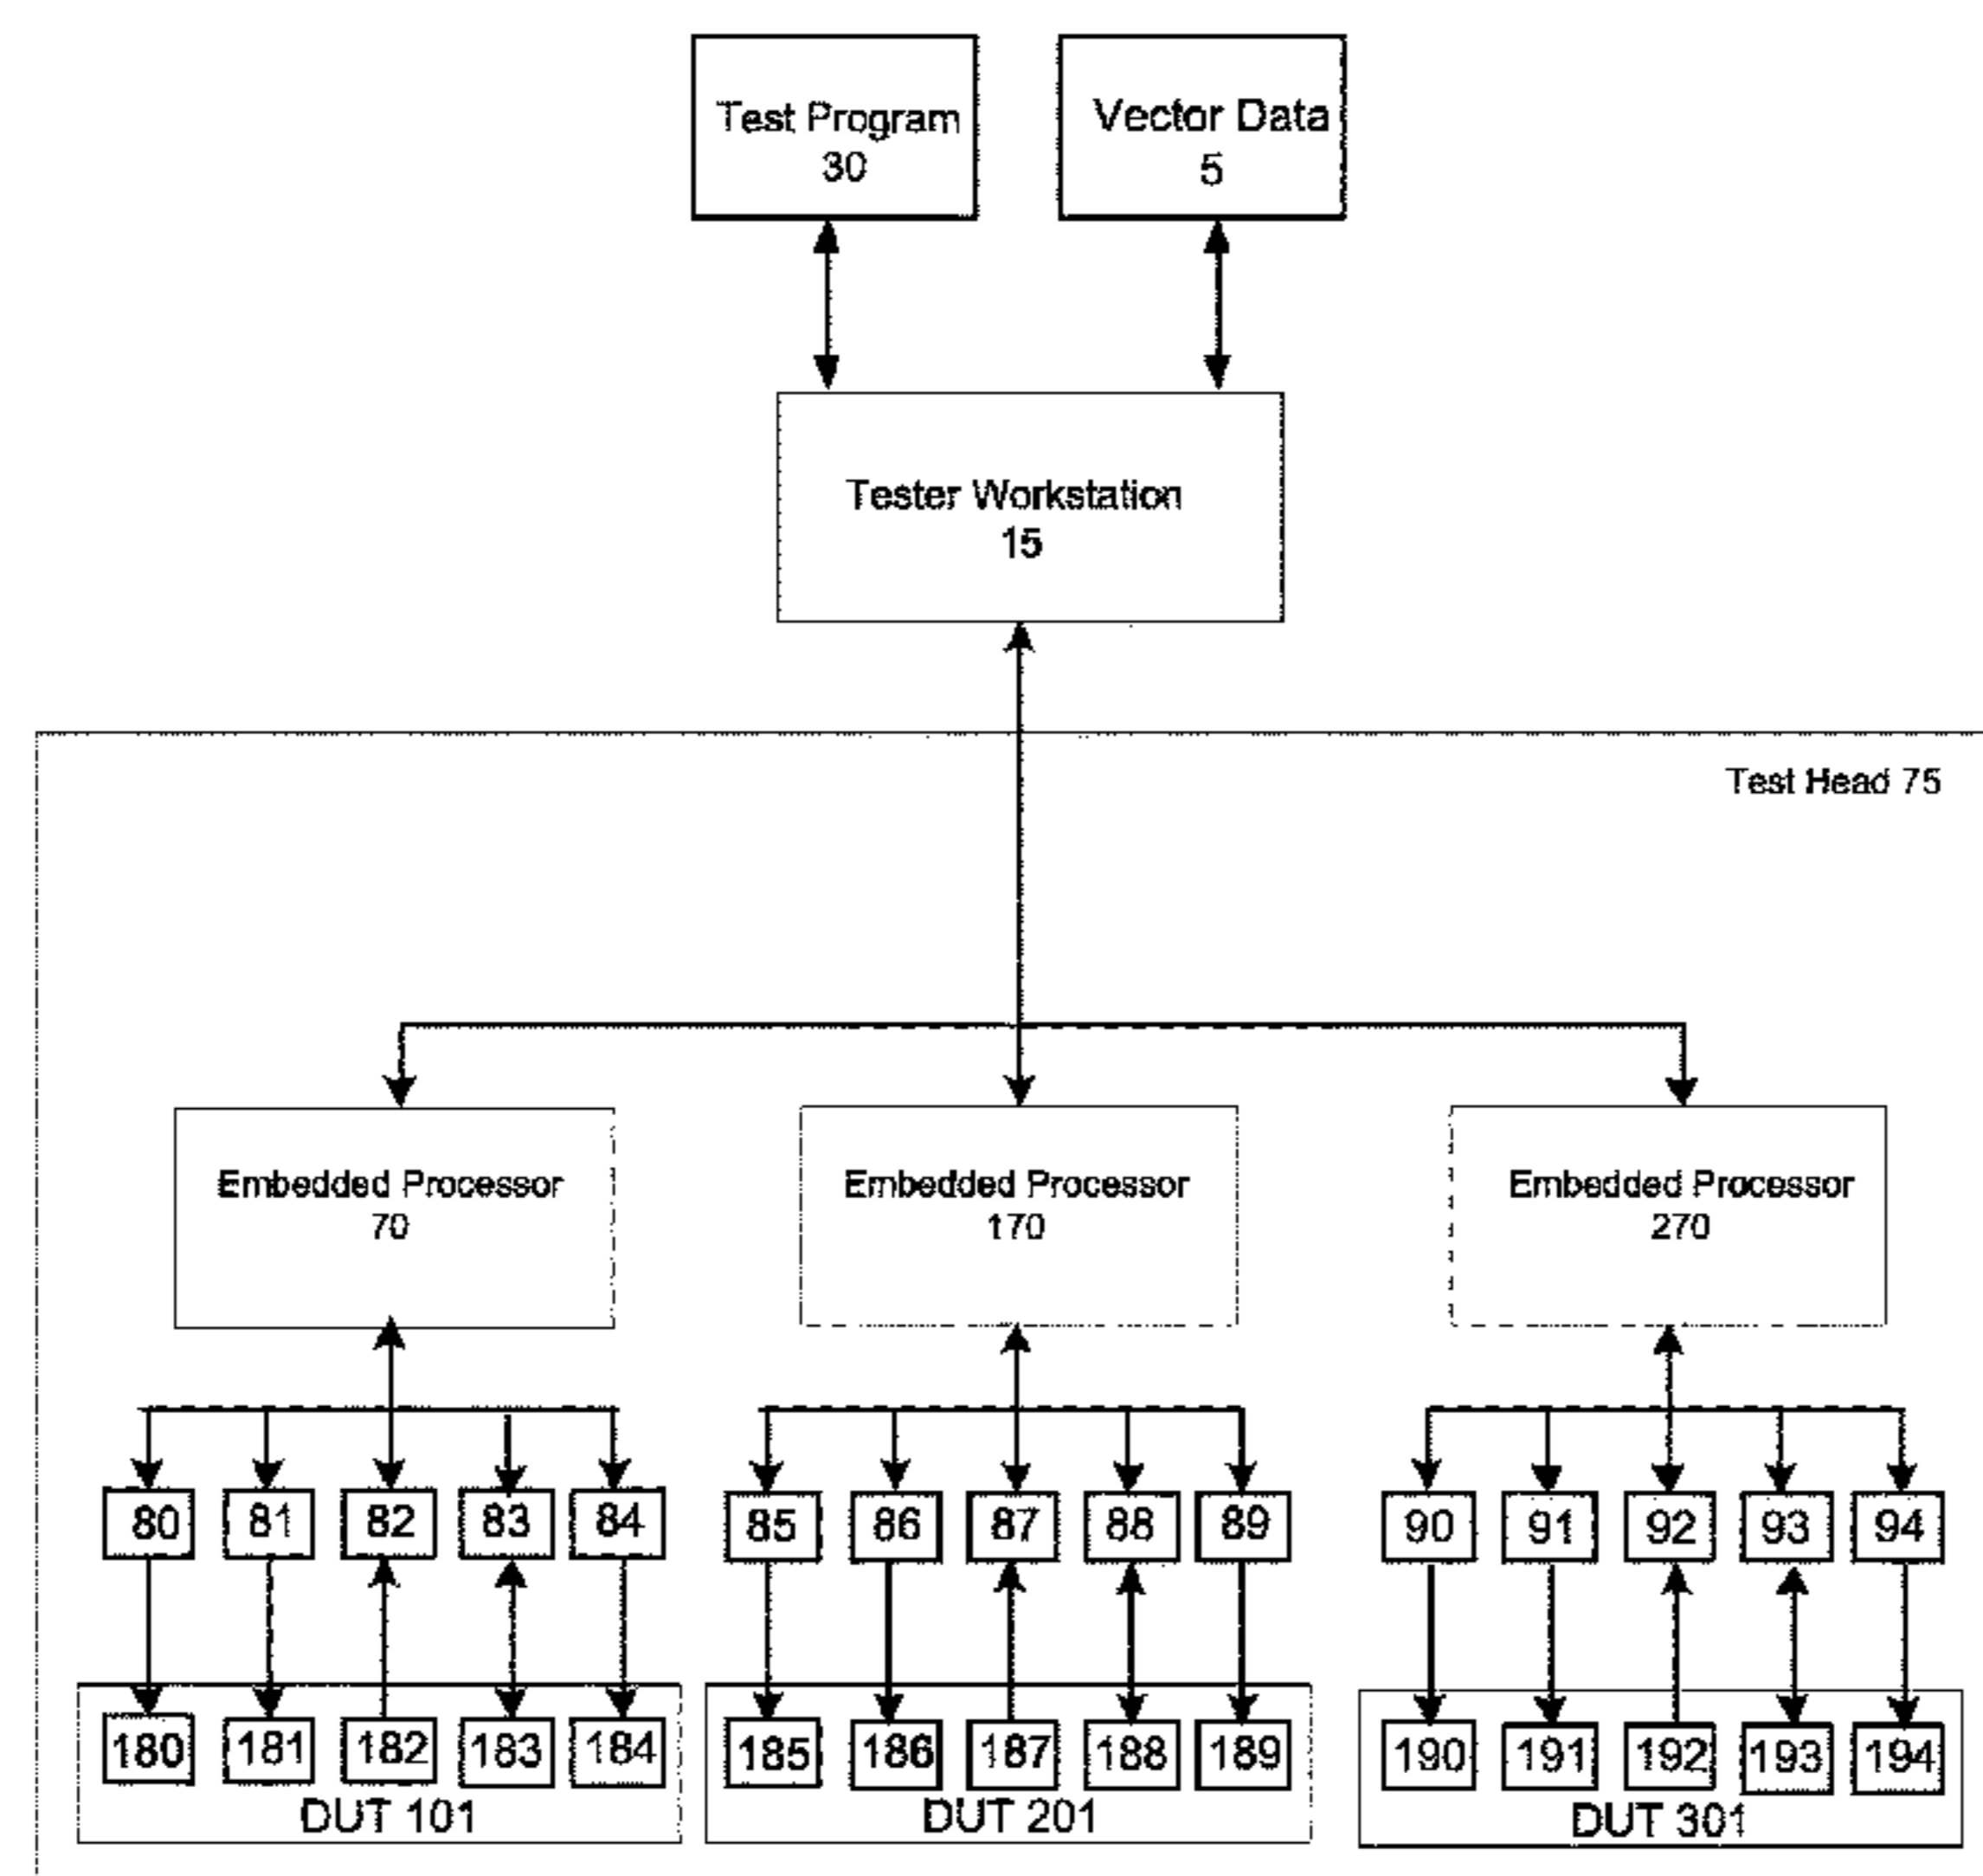 Test Program
30
Vector Data
5
Tester Workstation
15
Test Head 75
Embedded Processor
70
Embedded Processor
170
Embedded Processor
270
80 81 82 83 84
85 86 87 88 89
90 91 92 93 94
180 181 182 183 184
DUT 101
185 186 187 188 189
DUT 201
190 191 192 193 194
DUT 301